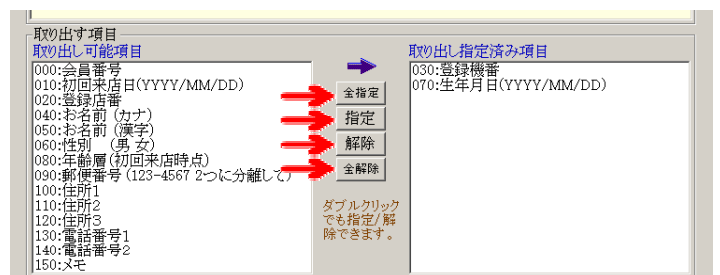 取り出す項目
取り出し可能項目
000:会員番号
010:初回来店日(YYYY/MM/DD)
020:登録店番
040:お名前 (カナ)
050:お名前 (漢字)
060:性別　(男 女)
080:年齢層(初回来店時点)
090:郵便番号 (123-4567 2つに分離して)
100:住所1
110:住所2
120:住所3
130:電話番号1
140:電話番号2
150:メモ
全指定
指定
解除
全解除
ダブルクリック
でも指定/解
除できます。
取り出し指定済み項目
030:登録機番
070:生年月日(YYYY/MM/DD)